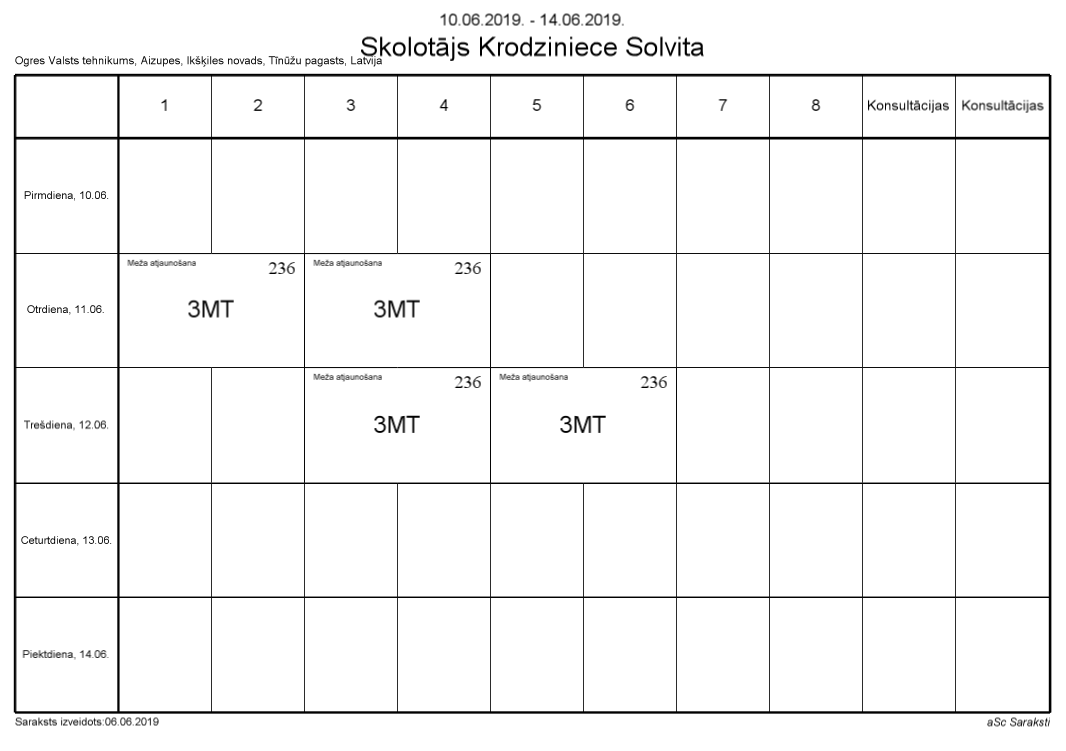 10.06.2019. - 14.06.2019.
Skolotājs Krodziniece Solvita
Ogres Valsts tehnikums, Aizupes, Ikšķiles novads, Tīnūžu pagasts, Latvija
1 2 3 4 5 6 7 8 Konsultācijas Konsultācijas
Pirmdiena, 10.06.
Meža atjaunošana 236 Meža atjaunošana 236
Otrdiena, 11.06. 3MT 3MT
Meža atjaunošana 236 Meža atjaunošana 236
Trešdiena, 12.06. 3MT 3MT
Ceturtdiena, 13.06.
Piektdiena, 14.06.
Saraksts izveidots:06.06.2019 aSc Saraksti